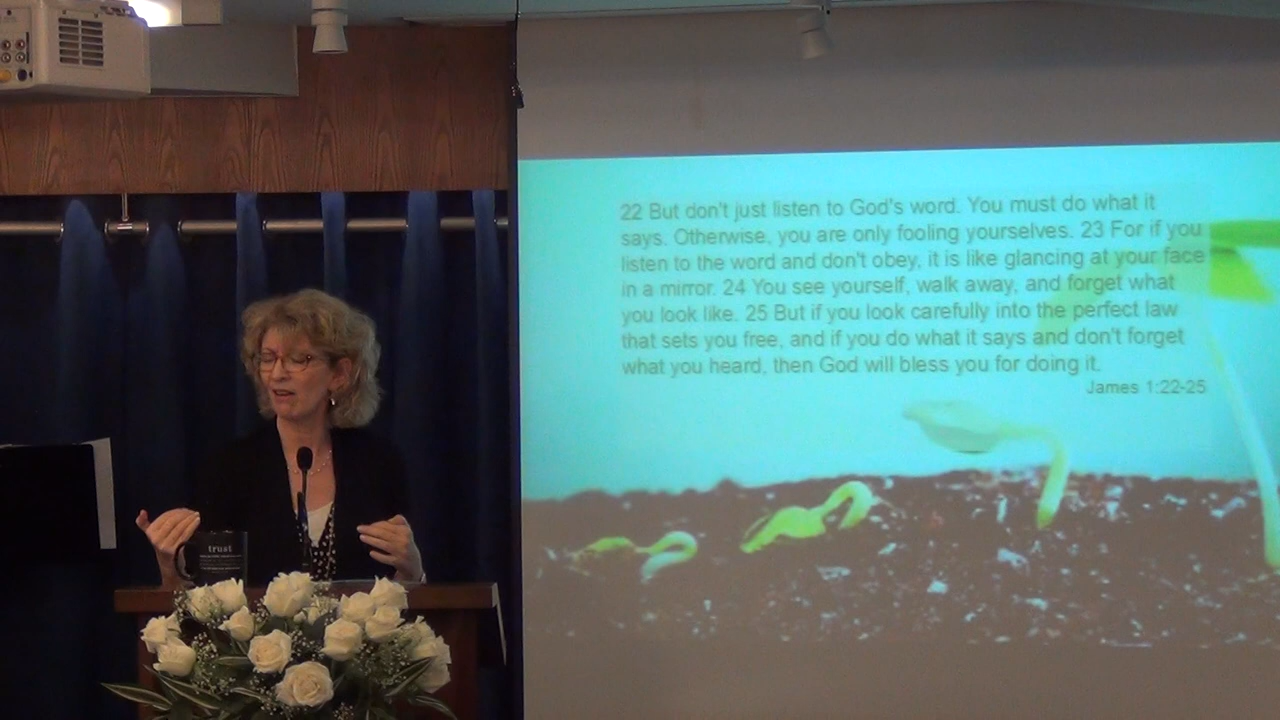 22 But don't just listen to God's word. You must do what it
says. Otherwise, you are only fooling yourselves. 23 For if you
listen to the word and don't obey, it is like glancing at your face
in a mirror. 24 You see yourself, walk away, and forget what
you look like. 25 But if you look carefully into the perfect law
that sets you free, and if you do what it says and don't forget
what you heard, then God will bless you for doing it.
James 1:22-25
trust